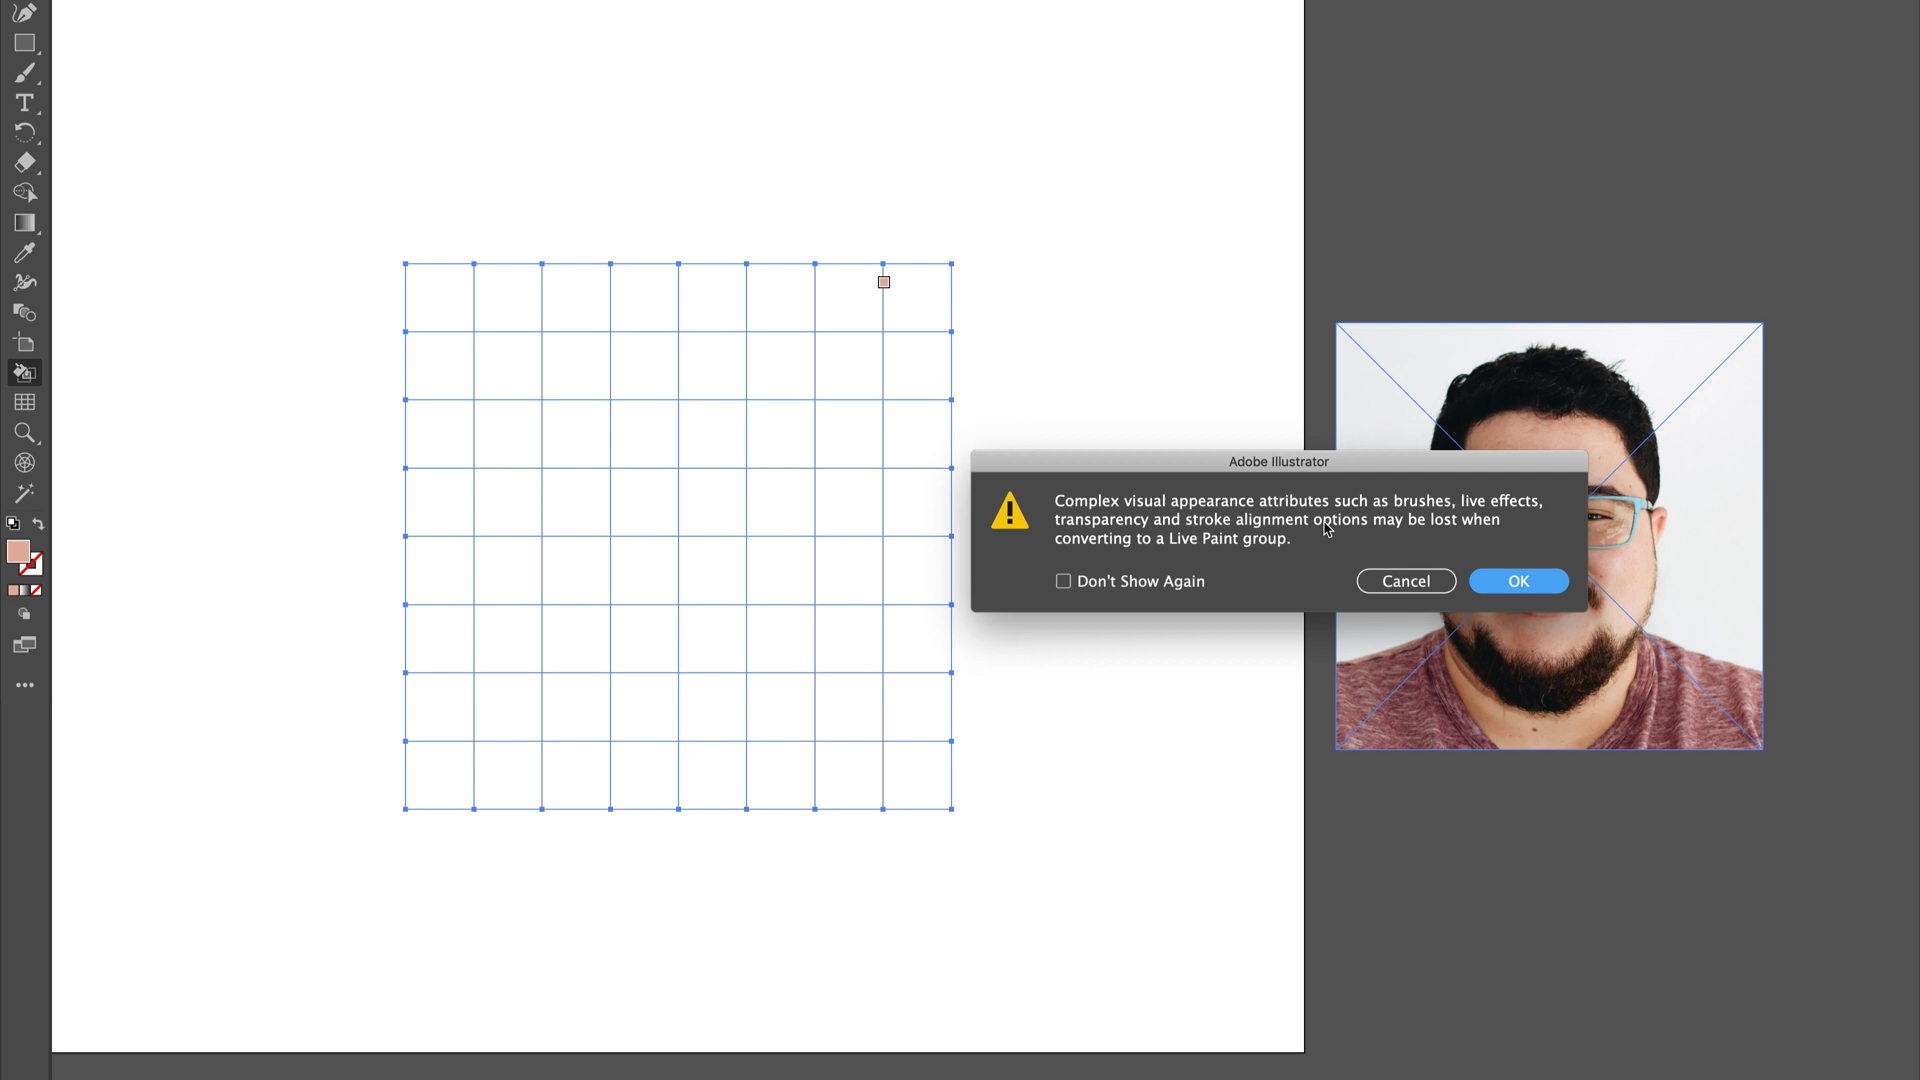 Adobe Illustrator
Complex visual appearance attributes such as brushes, live effects,
transparency and stroke alignment options may be lost when
converting to a Live Paint group.
Don't Show Again
Cancel
OK